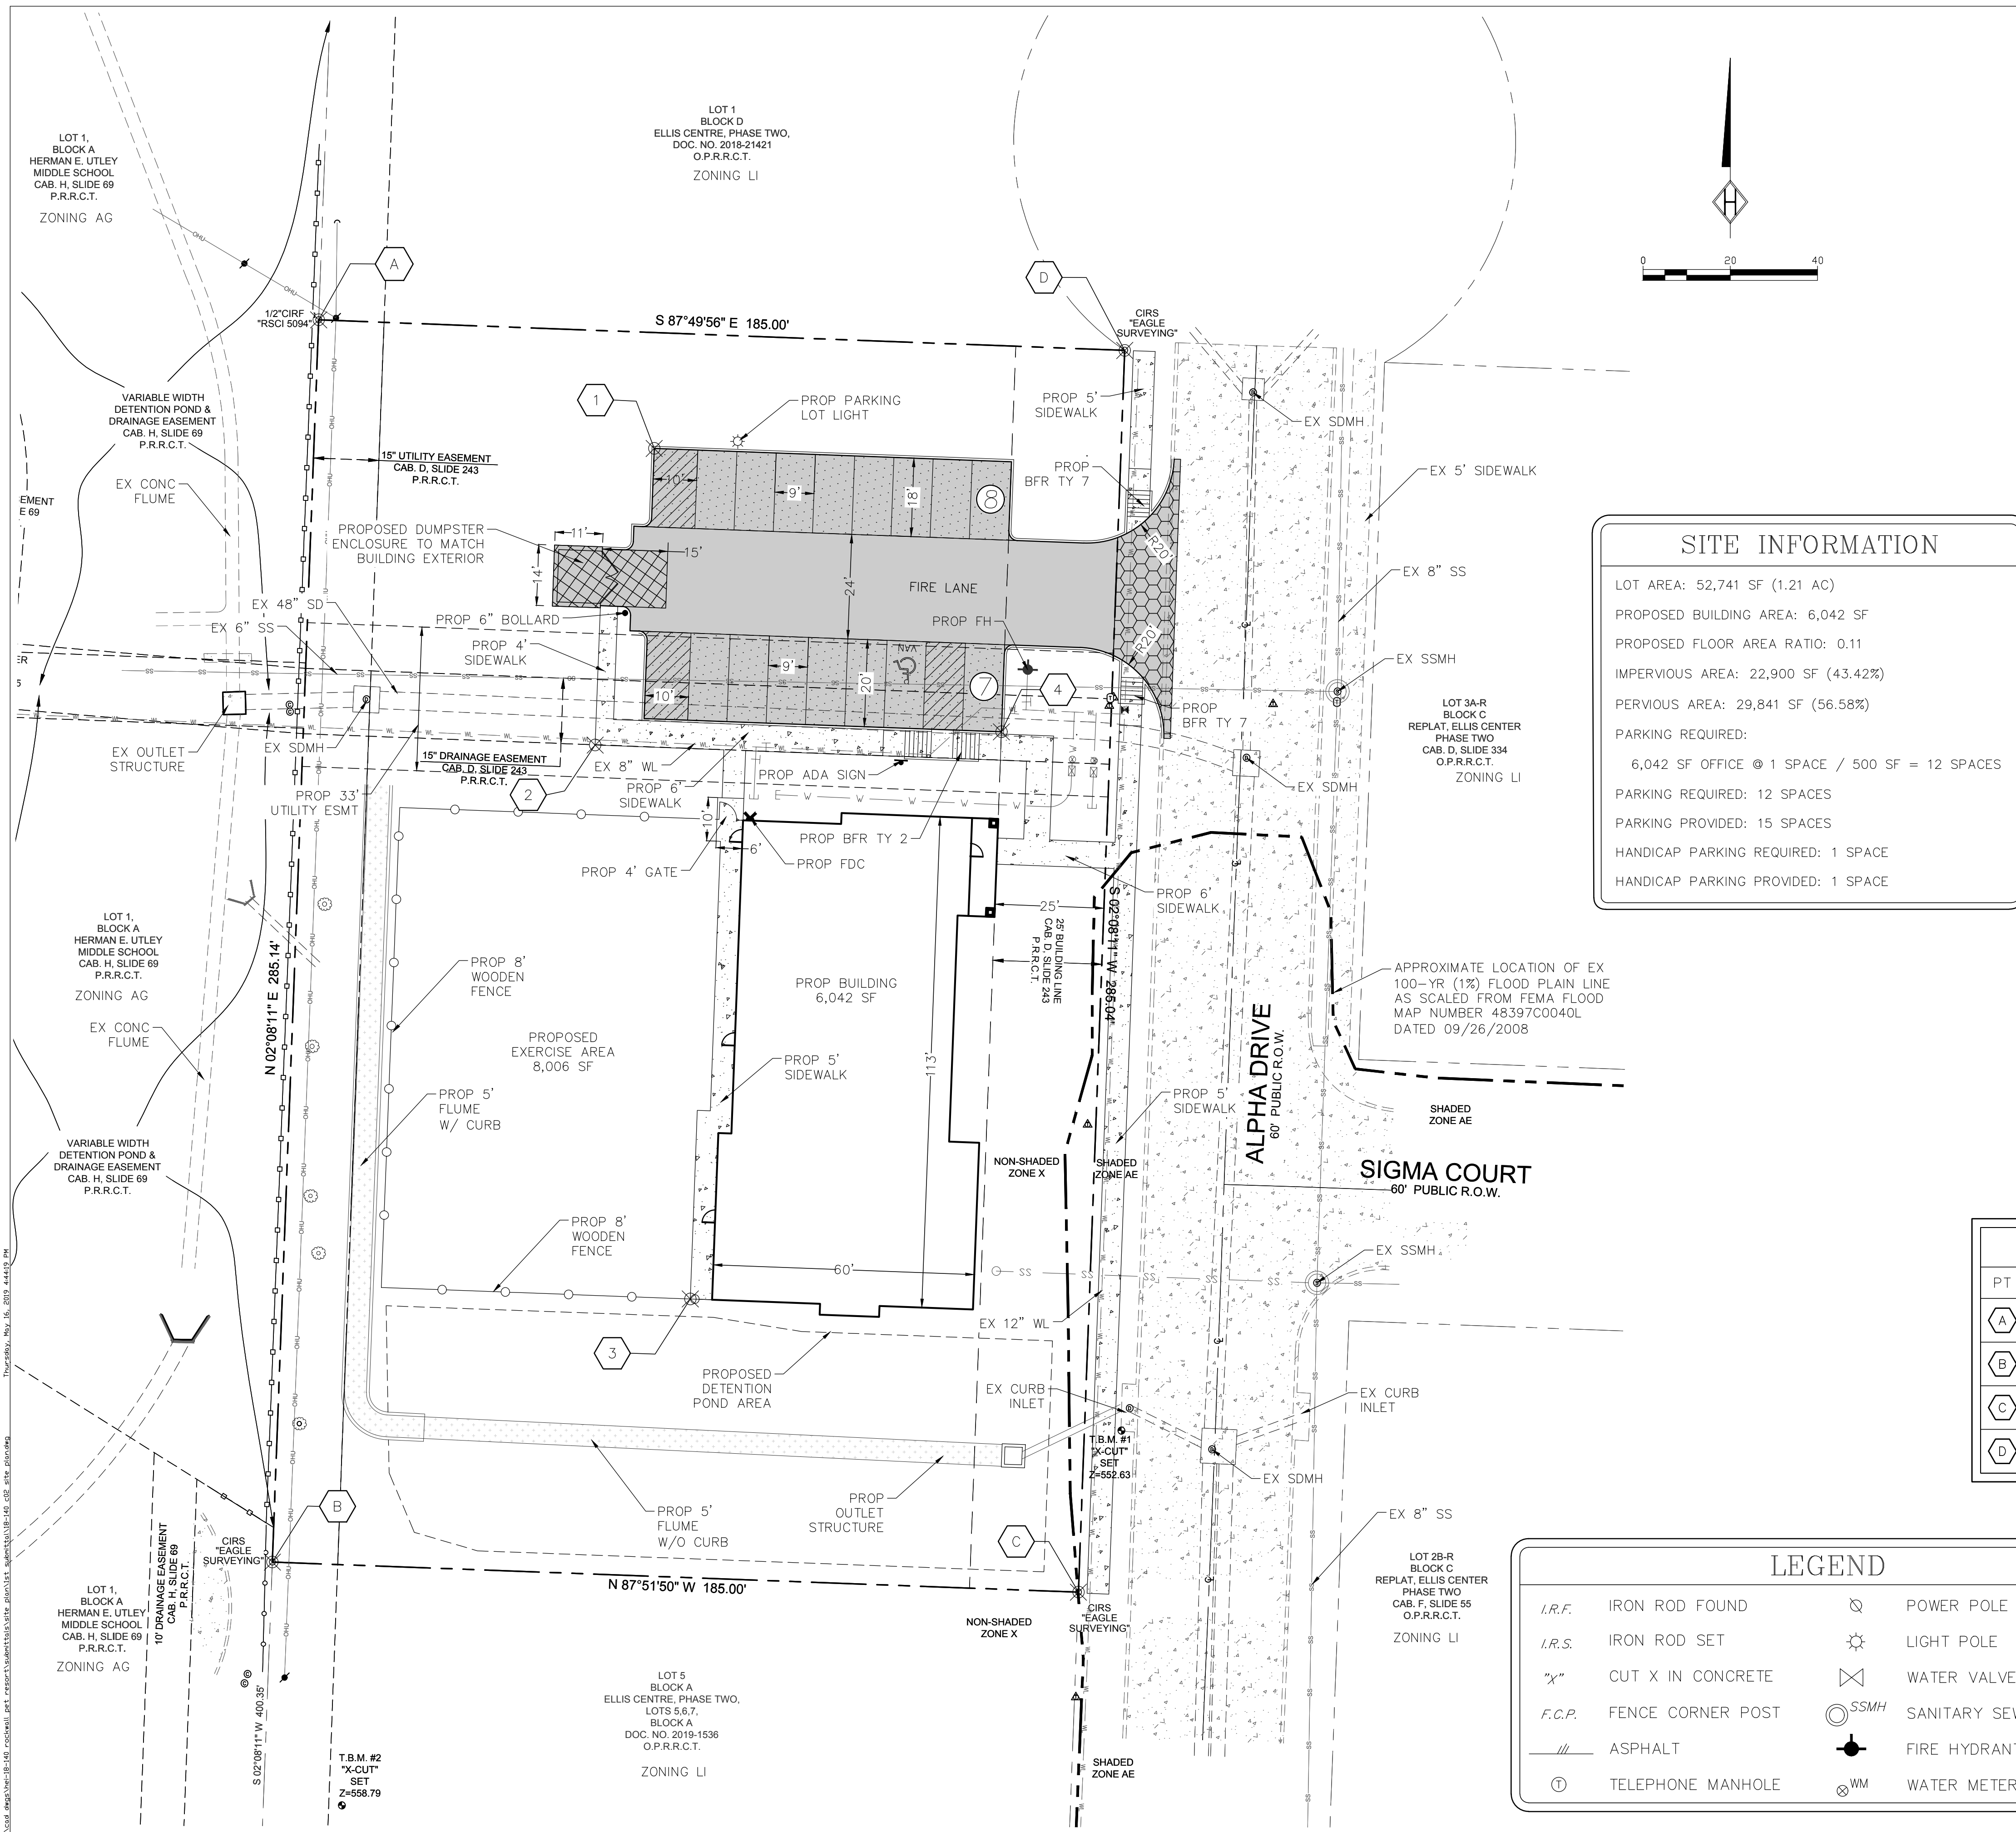 LOT 1,
BLOCK A
HERMAN E. UTLEY
MIDDLE SCHOOL
CAB. H, SLIDE 69
P.R.R.C.T.
ZONING AG
LOT 1
BLOCK D
ELLIS CENTRE, PHASE TWO,
DOC. NO. 2018-21421
O.P.R.R.C.T.
ZONING LI
H
0 20 40
A
D
1/2"CIRF
"RSCI 5094"
S 87°49'56" E 185.00'
CIRS
"EAGLE
SURVEYING"
VARIABLE WIDTH
DETENTION POND &
DRAINAGE EASEMENT
CAB. H, SLIDE 69
P.R.R.C.T.
1
PROP PARKING
LOT LIGHT
PROP 5'
SIDEWALK
EX SDMH
15" UTILITY EASEMENT
CAB. D, SLIDE 243
P.R.R.C.T.
PROP
BFR TY 7
EX 5' SIDEWALK
EX CONC
FLUME
EMENT
E 69
10'
9'
18'
8
PROPOSED DUMPSTER
ENCLOSURE TO MATCH
BUILDING EXTERIOR
11'
15'
14'
24'
FIRE LANE
R20'
R20'
EX 8" SS
EX 48" SD
EX 6" SS
PROP 6" BOLLARD
PROP FH
PROP 4'
SIDEWALK
9'
VAN
10'
20'
7
4
EX SSMH
PROP
BFR TY 7
ER
5
LOT 3A-R
BLOCK C
REPLAT, ELLIS CENTER
PHASE TWO
CAB. D, SLIDE 334
O.P.R.R.C.T.
ZONING LI
EX OUTLET
STRUCTURE
EX SDMH
15" DRAINAGE EASEMENT
CAB. D, SLIDE 243
P.R.R.C.T.
EX 8" WL
PROP ADA SIGN
EX SDMH
PROP 33'
UTILITY ESMT
2
PROP 6'
SIDEWALK
10'
6'
PROP BFR TY 2
PROP FDC
PROP 4' GATE
PROP 6'
SIDEWALK
25'
25' BUILDING LINE
CAB. D, SLIDE 243
P.R.R.C.T.
S 02°08'11" W 285.04'
SITE INFORMATION
LOT AREA: 52,741 SF (1.21 AC)
PROPOSED BUILDING AREA: 6,042 SF
PROPOSED FLOOR AREA RATIO: 0.11
IMPERVIOUS AREA: 22,900 SF (43.42%)
PERVIOUS AREA: 29,841 SF (56.58%)
PARKING REQUIRED:
6,042 SF OFFICE @ 1 SPACE / 500 SF = 12 SPACES
PARKING REQUIRED: 12 SPACES
PARKING PROVIDED: 15 SPACES
HANDICAP PARKING REQUIRED: 1 SPACE
HANDICAP PARKING PROVIDED: 1 SPACE
LOT 1,
BLOCK A
HERMAN E. UTLEY
MIDDLE SCHOOL
CAB. H, SLIDE 69
P.R.R.C.T.
ZONING AG
EX CONC
FLUME
N 02°08'11" E 285.14'
PROP 8'
WOODEN
FENCE
PROPOSED
EXERCISE AREA
8,006 SF
PROP BUILDING
6,042 SF
113'
PROP 5'
SIDEWALK
PROP 5'
FLUME
W/ CURB
APPROXIMATE LOCATION OF EX
100-YR (1%) FLOOD PLAIN LINE
AS SCALED FROM FEMA FLOOD
MAP NUMBER 48397C0040L
DATED 09/26/2008
ALPHA DRIVE
60' PUBLIC R.O.W.
PROP 5'
SIDEWALK
SHADED
ZONE AE
VARIABLE WIDTH
DETENTION POND &
DRAINAGE EASEMENT
CAB. H, SLIDE 69
P.R.R.C.T.
NON-SHADED
ZONE X
SHADED
ZONE AE
SIGMA COURT
60' PUBLIC R.O.W.
PROP 8'
WOODEN
FENCE
60'
EX SSMH
EX 12" WL
3
PROPOSED
DETENTION
POND AREA
EX CURB
INLET
EX CURB
INLET
T.B.M. #1
"X-CUT"
SET
Z=552.63
EX SDMH
PT
A
B
C
D
B
PROP 5'
FLUME
W/O CURB
PROP
OUTLET
STRUCTURE
C
EX 8" SS
CIRS
"EAGLE
SURVEYING"
10' DRAINAGE EASEMENT
CAB. H, SLIDE 69
P.R.R.C.T.
N 87°51'50" W 185.00'
CIRS
"EAGLE
SURVEYING"
NON-SHADED
ZONE X
LOT 1,
BLOCK A
HERMAN E. UTLEY
MIDDLE SCHOOL
CAB. H, SLIDE 69
P.R.R.C.T.
ZONING AG
S 02°08'11" W 400.35'
T.B.M. #2
"X-CUT"
SET
Z=558.79
LOT 5
BLOCK A
ELLIS CENTRE, PHASE TWO,
LOTS 5,6,7,
BLOCK A
DOC. NO. 2019-1536
O.P.R.R.C.T.
ZONING LI
SHADED
ZONE AE
LOT 2B-R
BLOCK C
REPLAT, ELLIS CENTER
PHASE TWO
CAB. F, SLIDE 55
O.P.R.R.C.T.
ZONING LI
LEGEND
I.R.F. IRON ROD FOUND
I.R.S. IRON ROD SET
"X" CUT X IN CONCRETE
F.C.P. FENCE CORNER POST
ASPHALT
T TELEPHONE MANHOLE
POWER POLE
LIGHT POLE
WATER VALVE
SSMH SANITARY SEW
FIRE HYDRANT
WM WATER METER
Thursday, May 16, 2019 4:44:19 PM